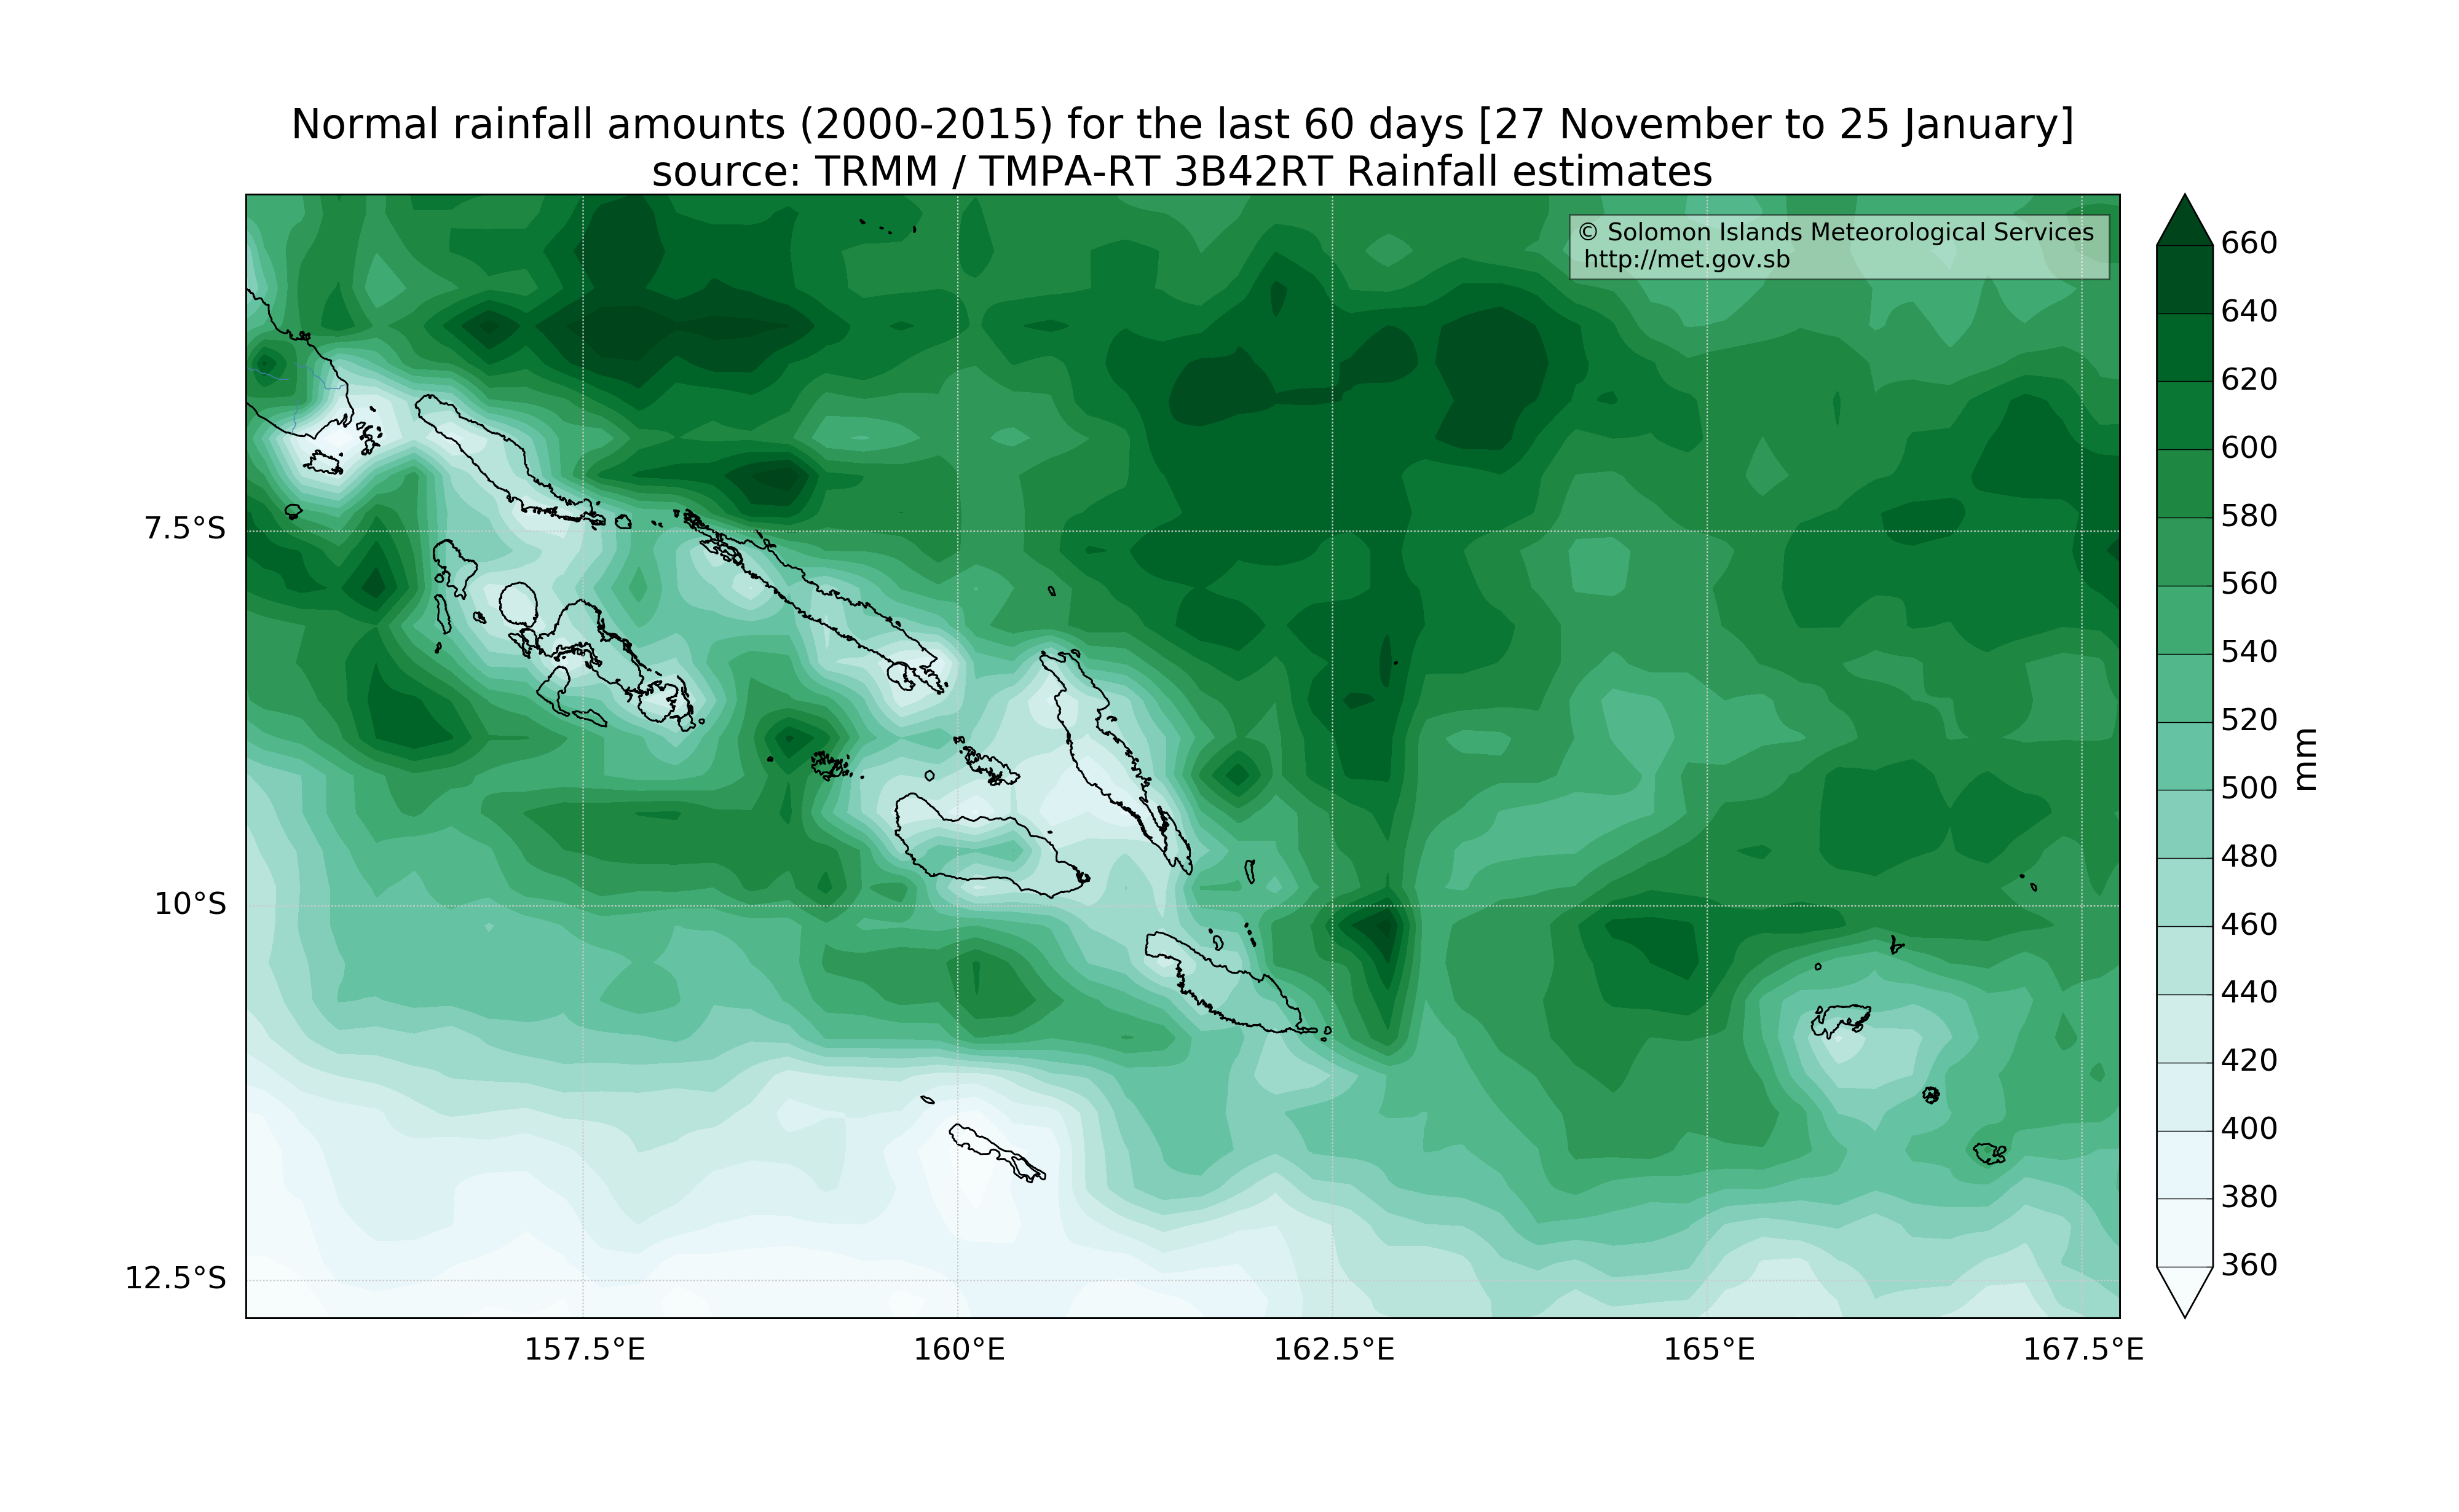 Normal rainfall amounts (2000-2015) for the last 60 days [27 November to 25 January]
source: TRMM / TMPA-RT 3B42RT Rainfall estimates
© Solomon Islands Meteorological Services
http://met.gov.sb
7.5°S
10°S
12.5°S
157.5°E
160°E
162.5°E
165°E
167.5°E
660
640
620
600
580
560
540
520
500
480
460
440
420
400
380
360
mm